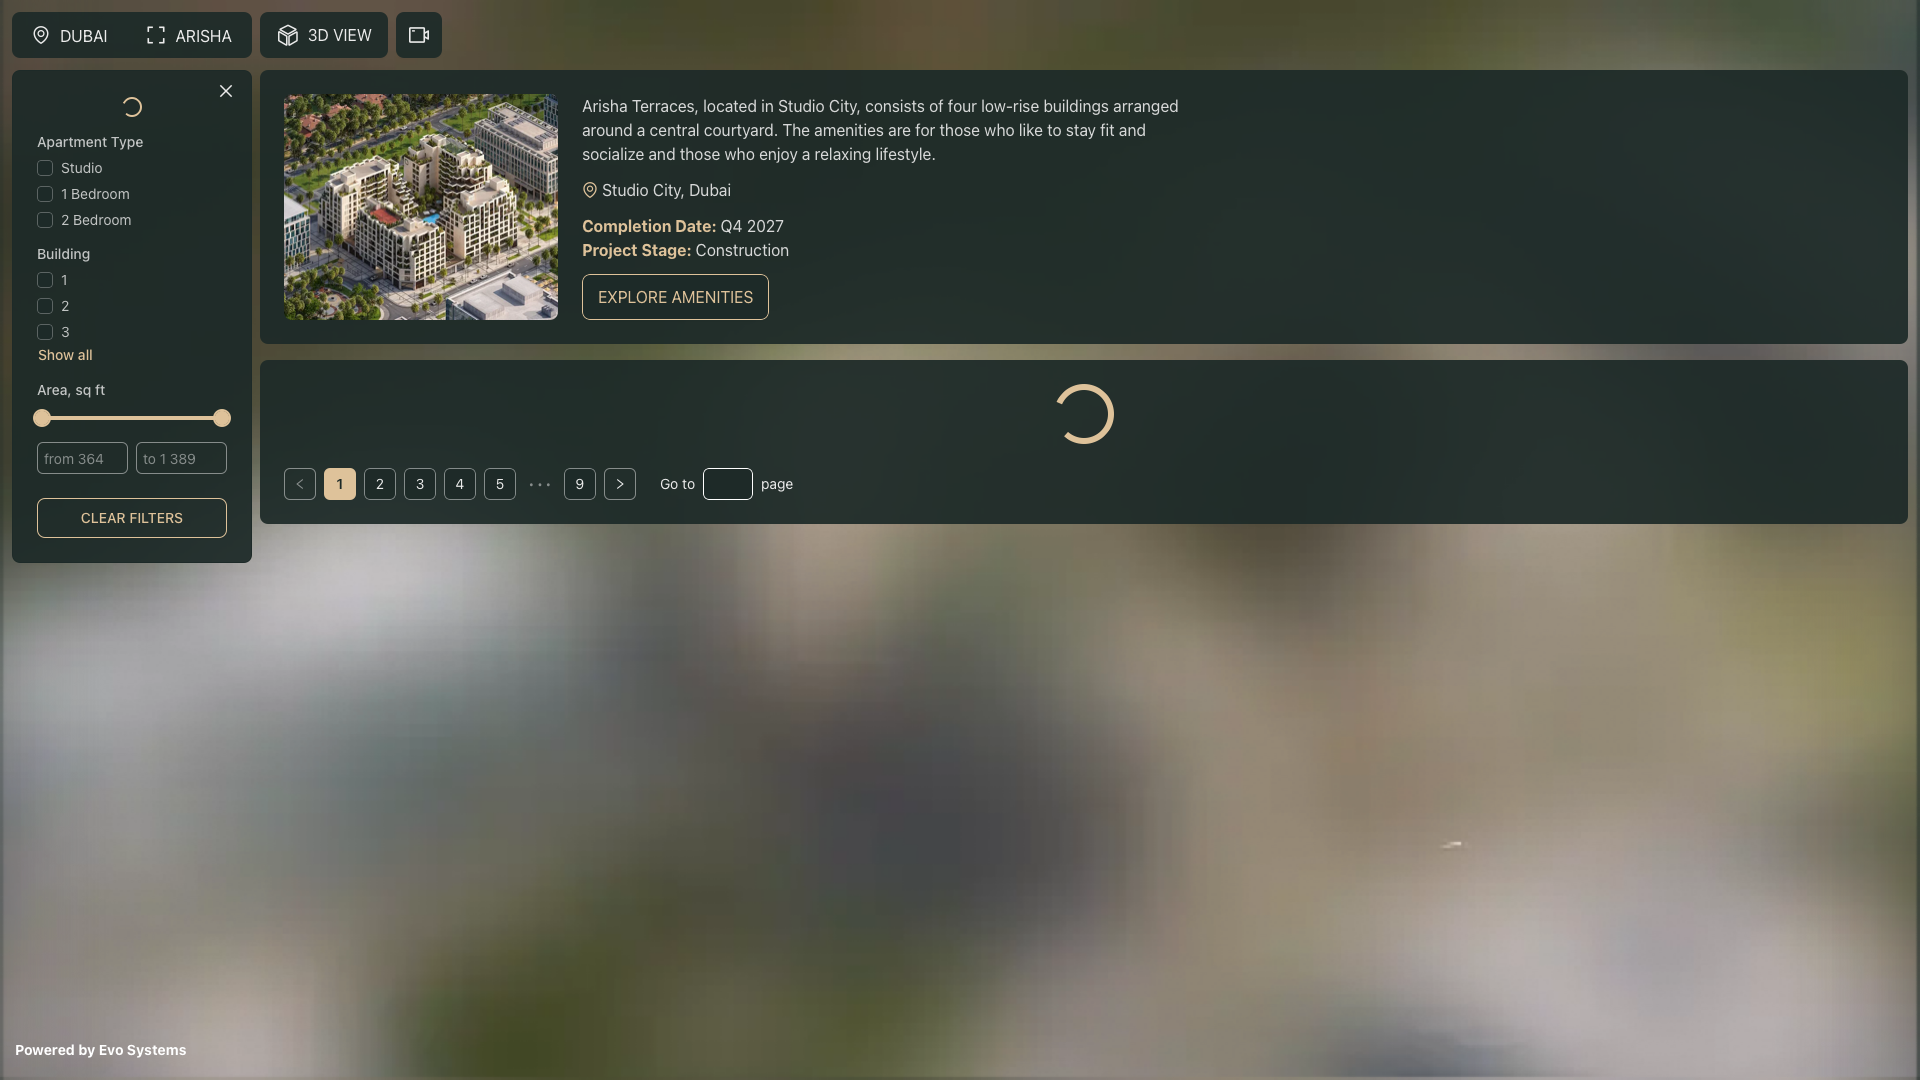 DUBAI
ARISHA
3D VIEW
Apartment Type
Studio
1 Bedroom
2 Bedroom
Building
1
2
3
Show all
Area, sq ft
from 364
to 1 389
CLEAR FILTERS
Arisha Terraces, located in Studio City, consists of four low-rise buildings arranged
around a central courtyard. The amenities are for those who like to stay fit and
socialize and those who enjoy a relaxing lifestyle.
Studio City, Dubai
Completion Date: Q4 2027
Project Stage: Construction
EXPLORE AMENITIES
< 1 2 3 4 5 ··· 9 > Go to page
Powered by Evo Systems